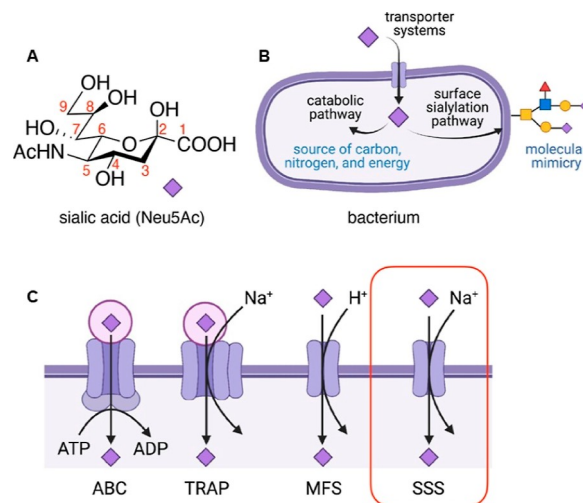 A
OH
9
8
OH
OH
7
6
2
1
HO
O
COOH
AcHN
5
4
3
OH
sialic acid (Neu5Ac)
B
transporter
systems
catabolic
pathway
surface
sialylation
pathway
source of carbon,
nitrogen, and energy
molecular
mimicry
bacterium
C
Na⁺
H⁺
Na⁺
ATP
ADP
ABC
TRAP
MFS
SSS